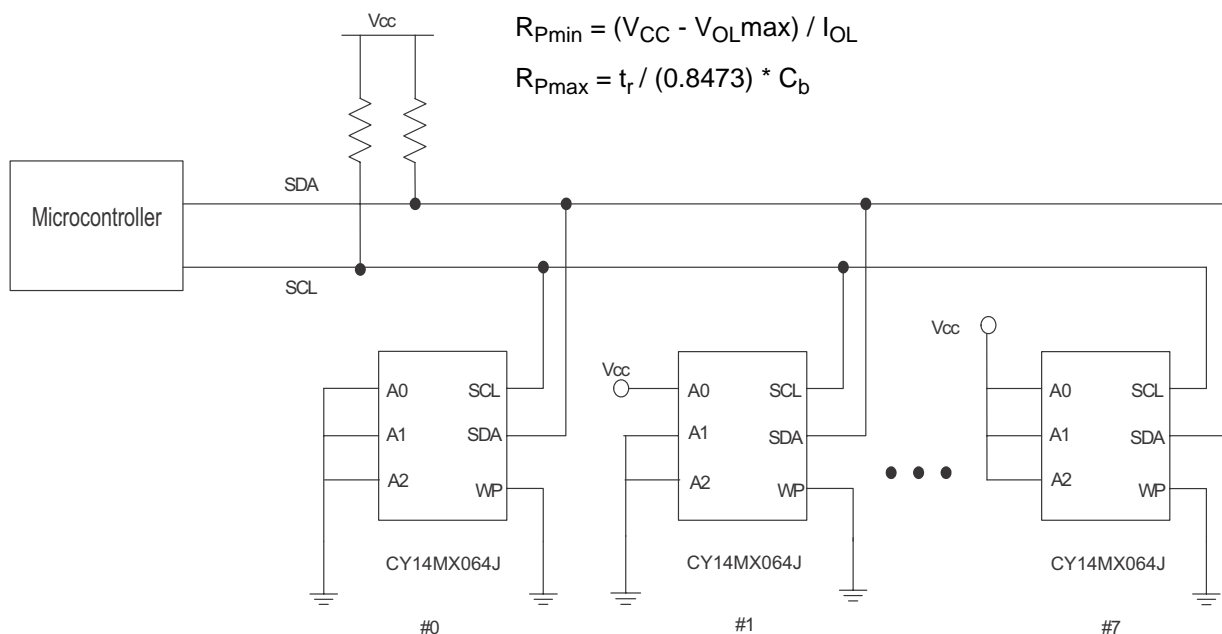 Vcc
R_Pmin = (V_CC - V_OLmax) / I_OL
R_Pmax = t_r / (0.8473) * C_b
Microcontroller
SDA
SCL
A0
A1
A2
SCL
SDA
WP
CY14MX064J
#0
Vcc
A0
A1
A2
SCL
SDA
WP
CY14MX064J
#1
Vcc
A0
A1
A2
SCL
SDA
WP
CY14MX064J
#7